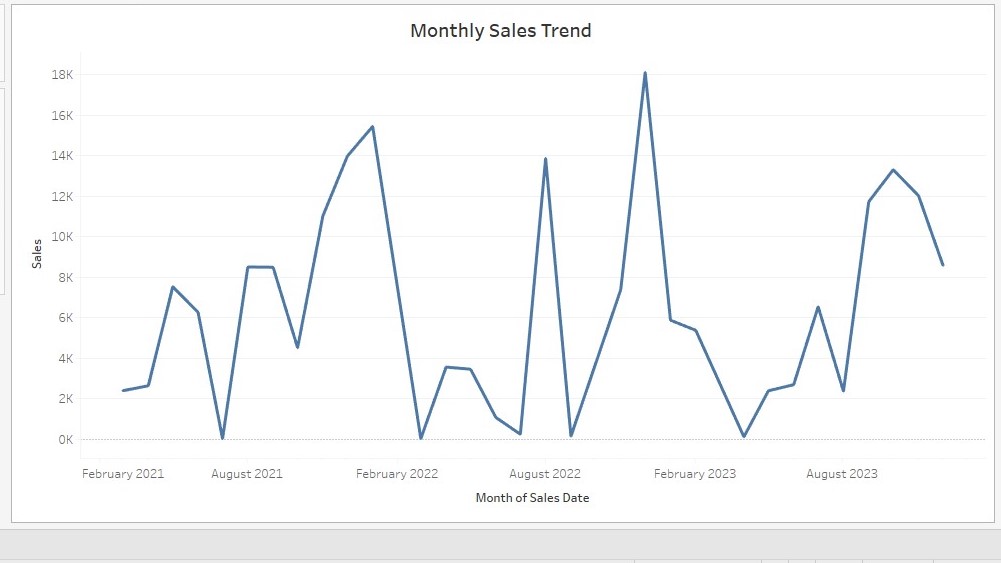 Monthly Sales Trend
18K
16K
14K
12K
10K
8K
6K
4K
2K
0K
Sales
February 2021 August 2021 February 2022 August 2022 February 2023 August 2023
Month of Sales Date